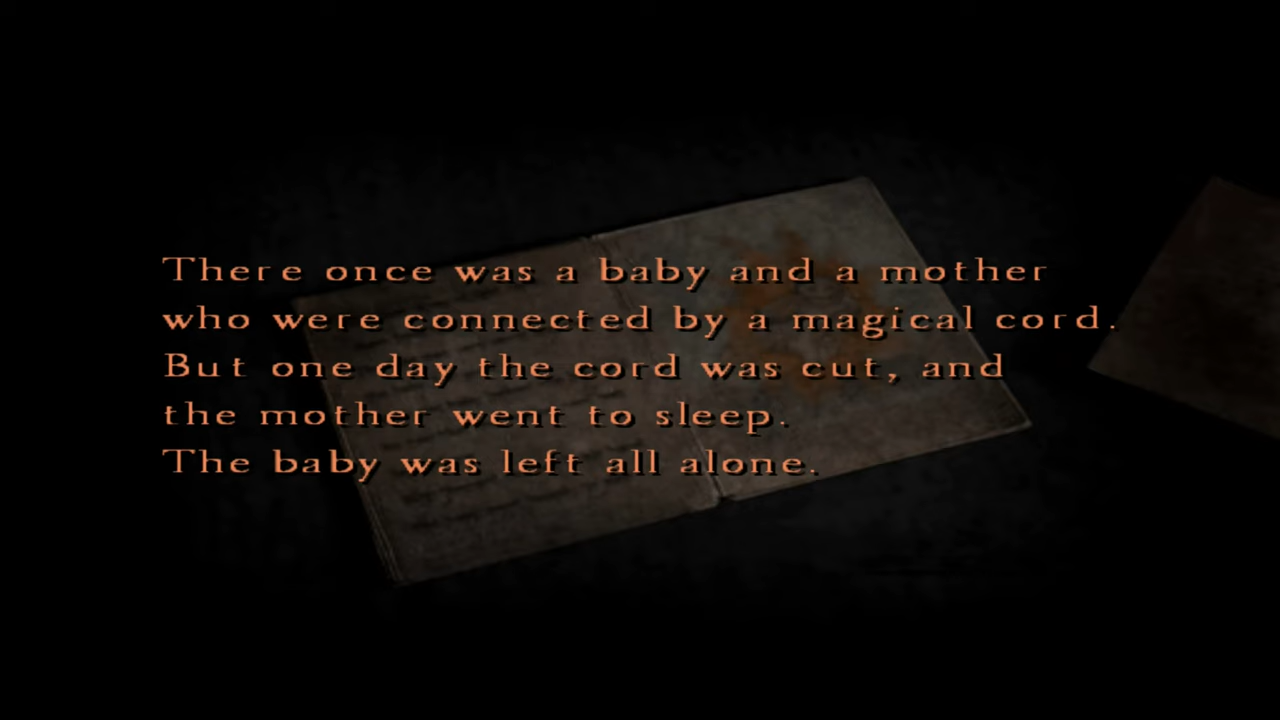 There once was a baby and a mother
who were connected by a magical cord.
But one day the cord was cut, and
the mother went to sleep.
The baby was left all alone.